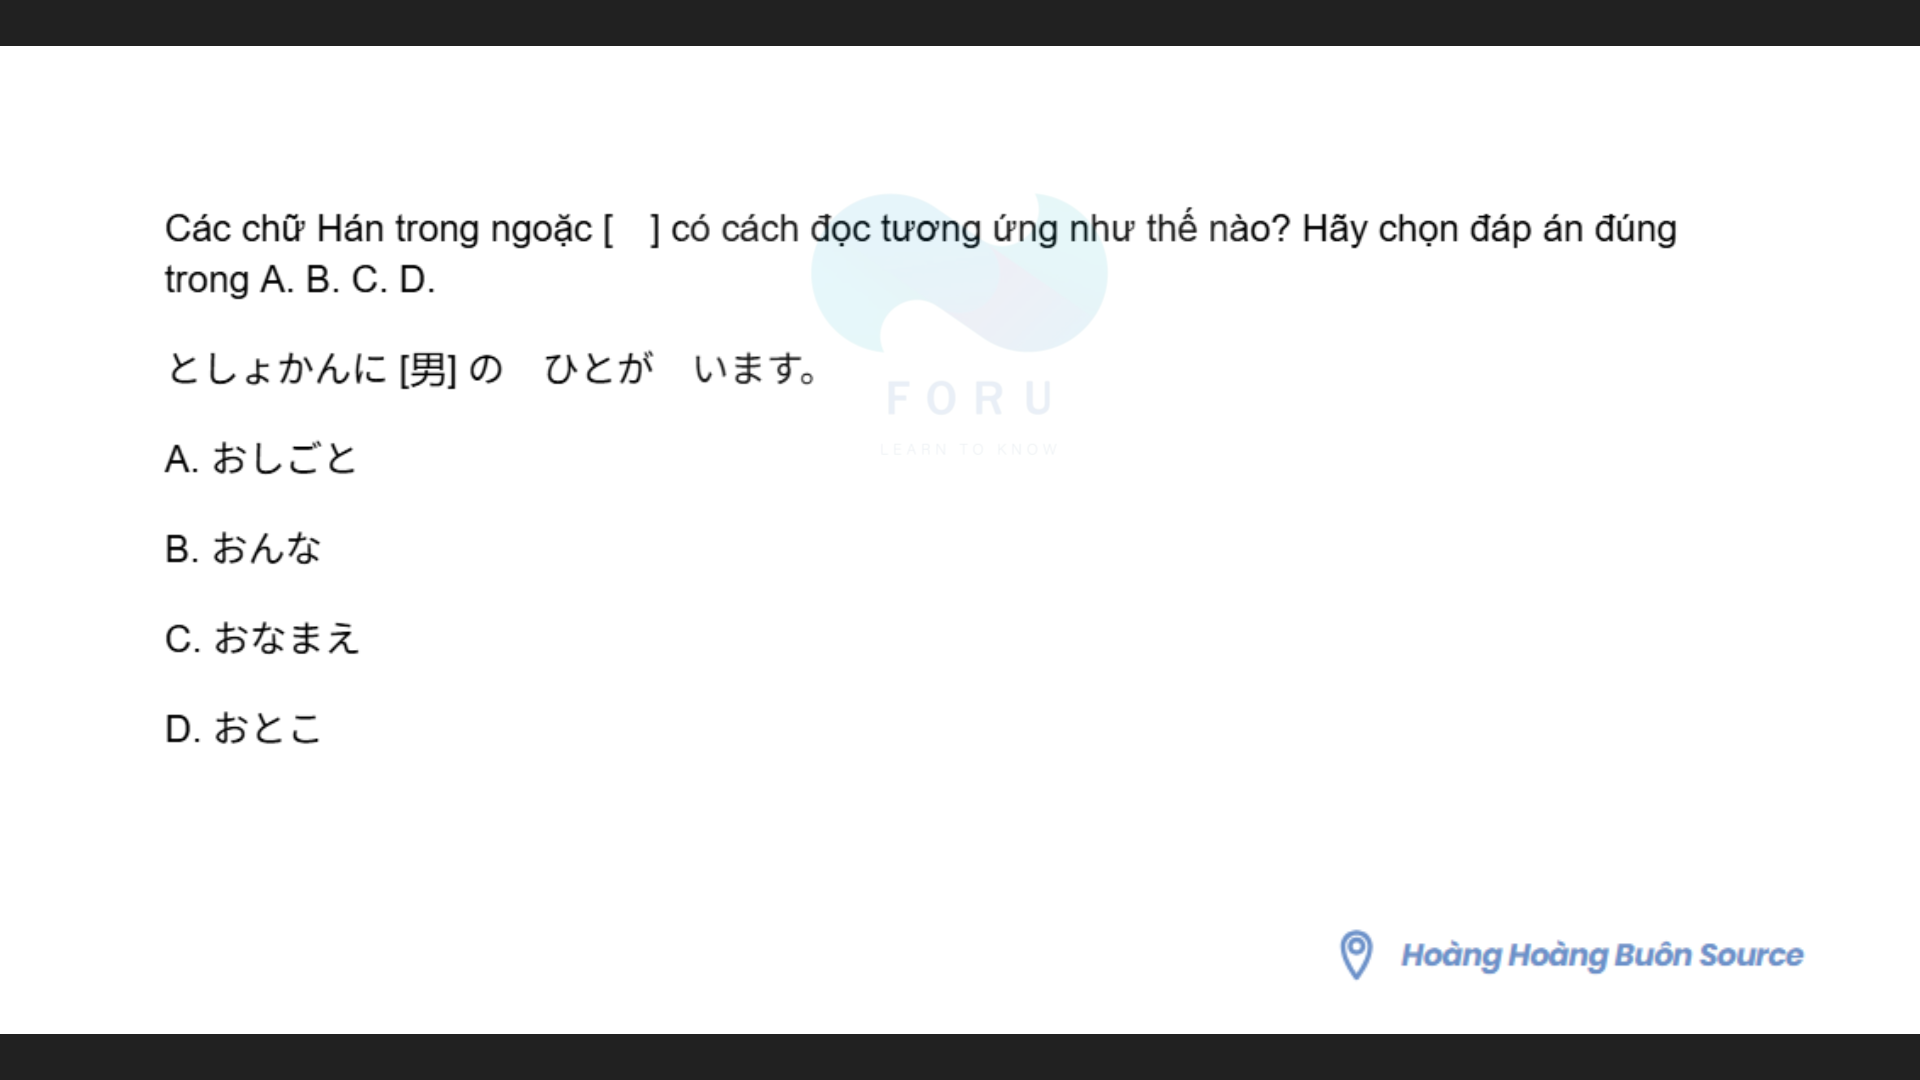 Các chữ Hán trong ngoặc [　] có cách đọc tương ứng như thế nào? Hãy chọn đáp án đúng
trong A. B. C. D.
としょかんに [男] の　ひとが　います。
FORU
LEARN TO KNOW
A. おしごと
B. おんな
C. おなまえ
D. おとこ
Hoàng Hoàng Buôn Source